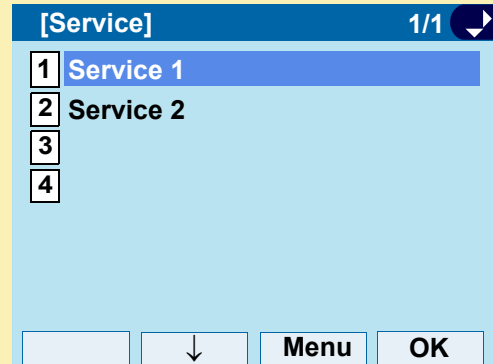 [Service] 1/1
1 Service 1
2 Service 2
3
4
↓ Menu OK